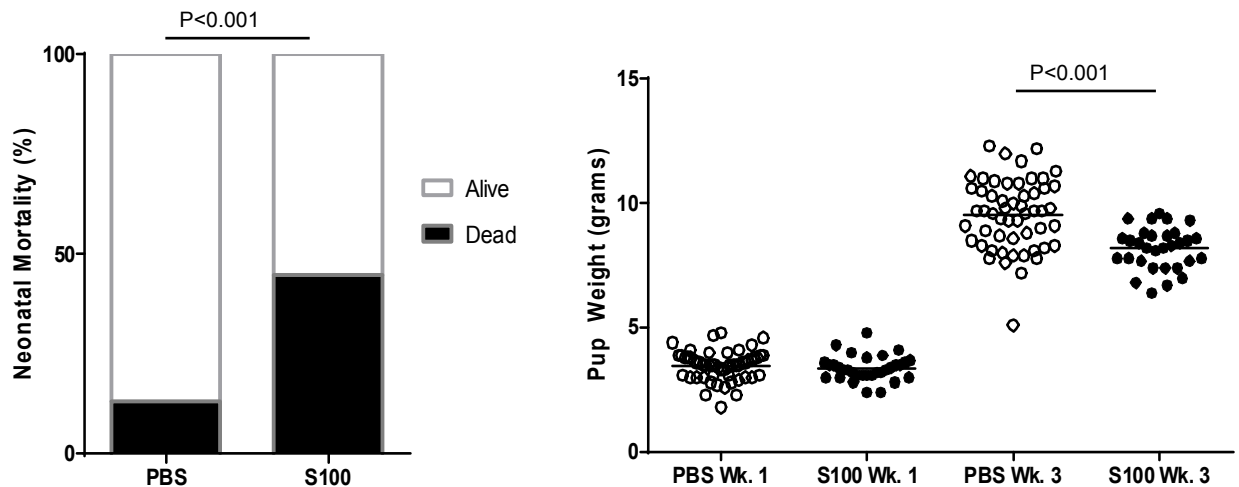 P<0.001
100
50
0
Neonatal Mortality (%)
PBS
S100
Alive
Dead
P<0.001
15
10
5
0
Pup Weight (grams)
PBS Wk. 1
S100 Wk. 1
PBS Wk. 3
S100 Wk. 3